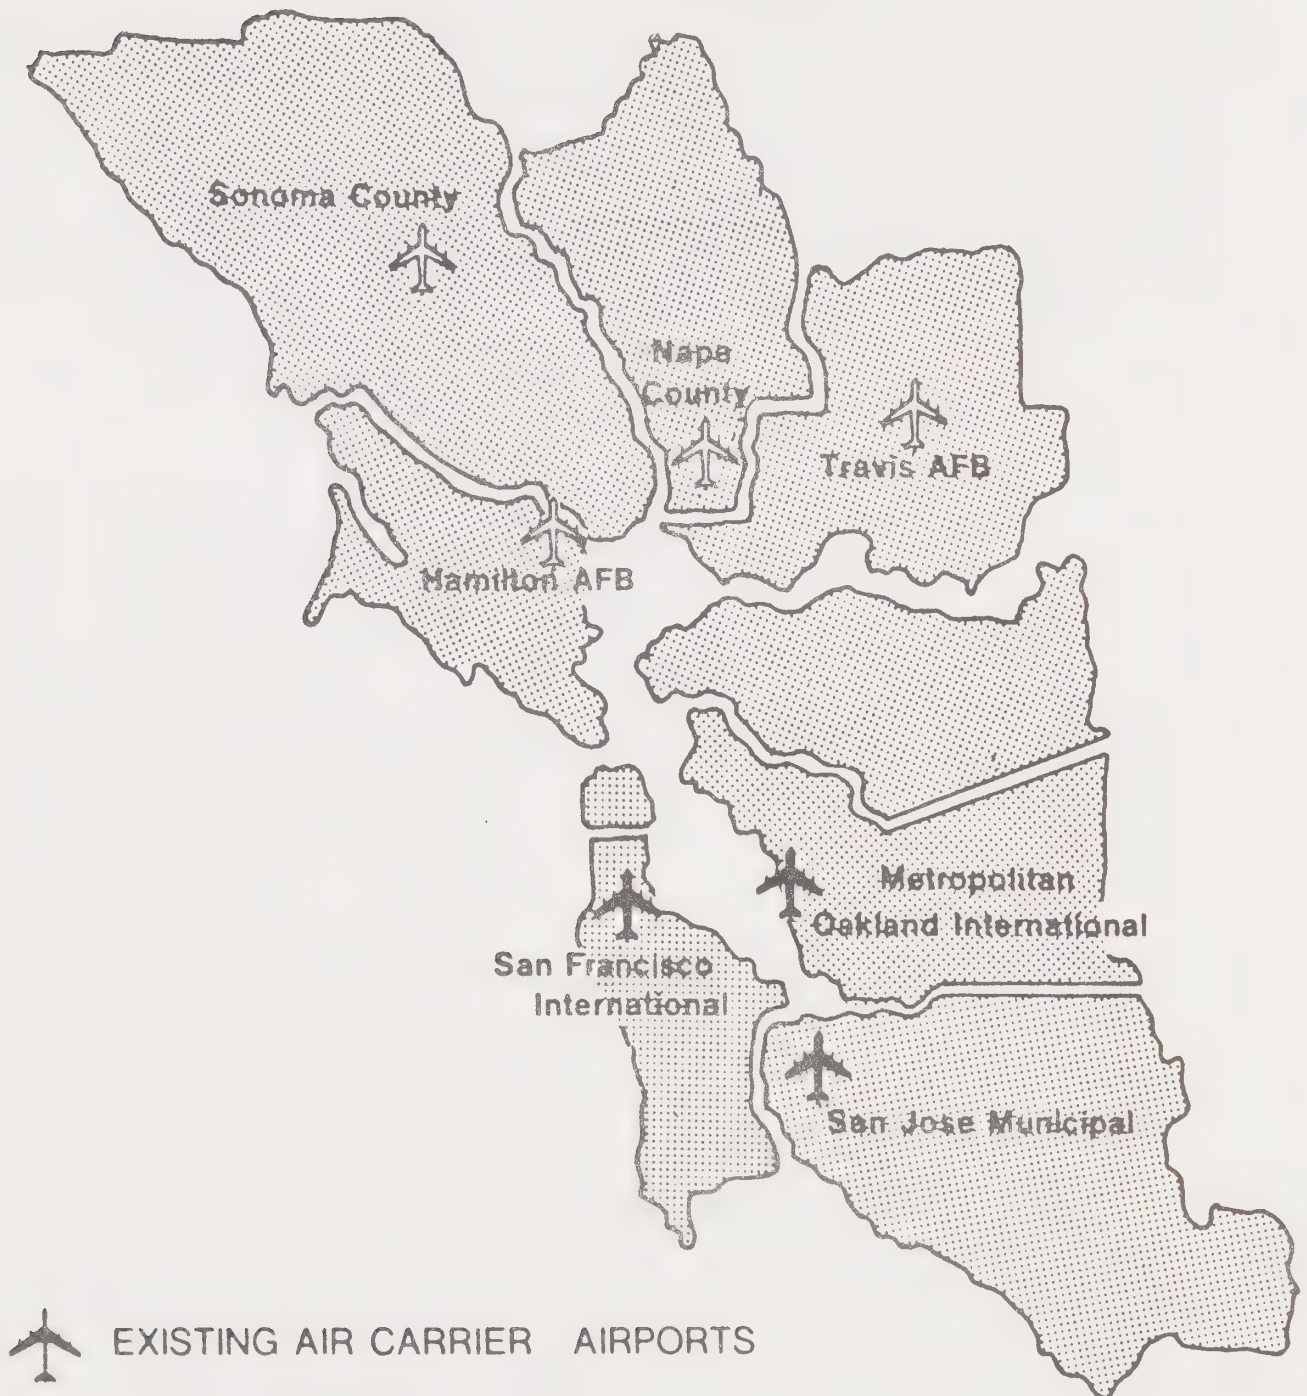 Sonoma County
Napa
County
Travis AFB
Hamilton AFB
Metropolitan
Oakland International
San Francisco
International
San Jose Municipal
EXISTING AIR CARRIER AIRPORTS